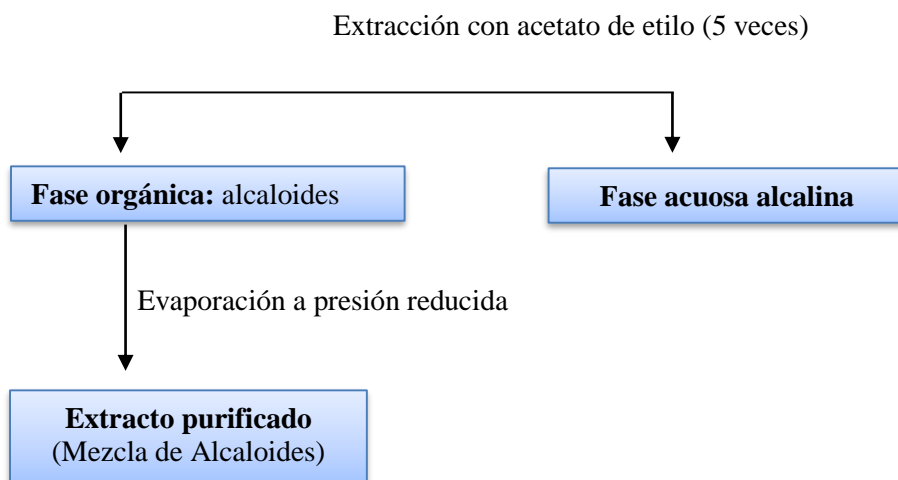 Extracción con acetato de etilo (5 veces)
Fase orgánica: alcaloides
Fase acuosa alcalina
Evaporación a presión reducida
Extracto purificado
(Mezcla de Alcaloides)